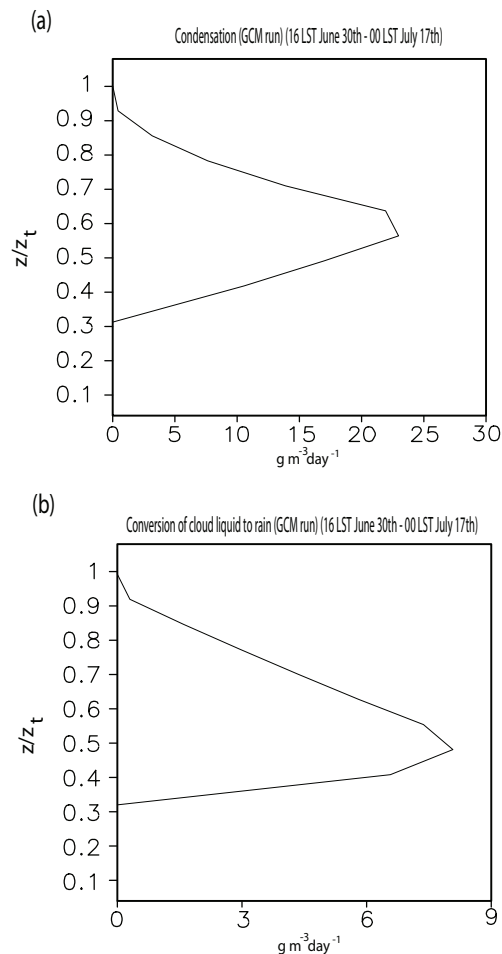 (a)
Condensation (GCM run) (16 LST June 30th - 00 LST July 17th)
1
0.9
0.8
0.7
0.6
0.5
0.4
0.3
0.2
0.1
z/zₜ
0 5 10 15 20 25 30
g m⁻³day⁻¹
(b)
Conversion of cloud liquid to rain (GCM run) (16 LST June 30th - 00 LST July 17th)
1
0.9
0.8
0.7
0.6
0.5
0.4
0.3
0.2
0.1
z/zₜ
0 3 6 9
g m⁻³day⁻¹